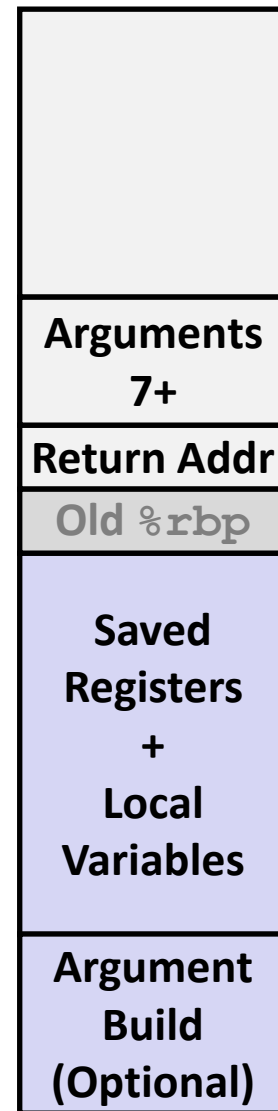 Arguments
7+
Return Addr
Old %rbp
Saved
Registers
+
Local
Variables
Argument
Build
(Optional)